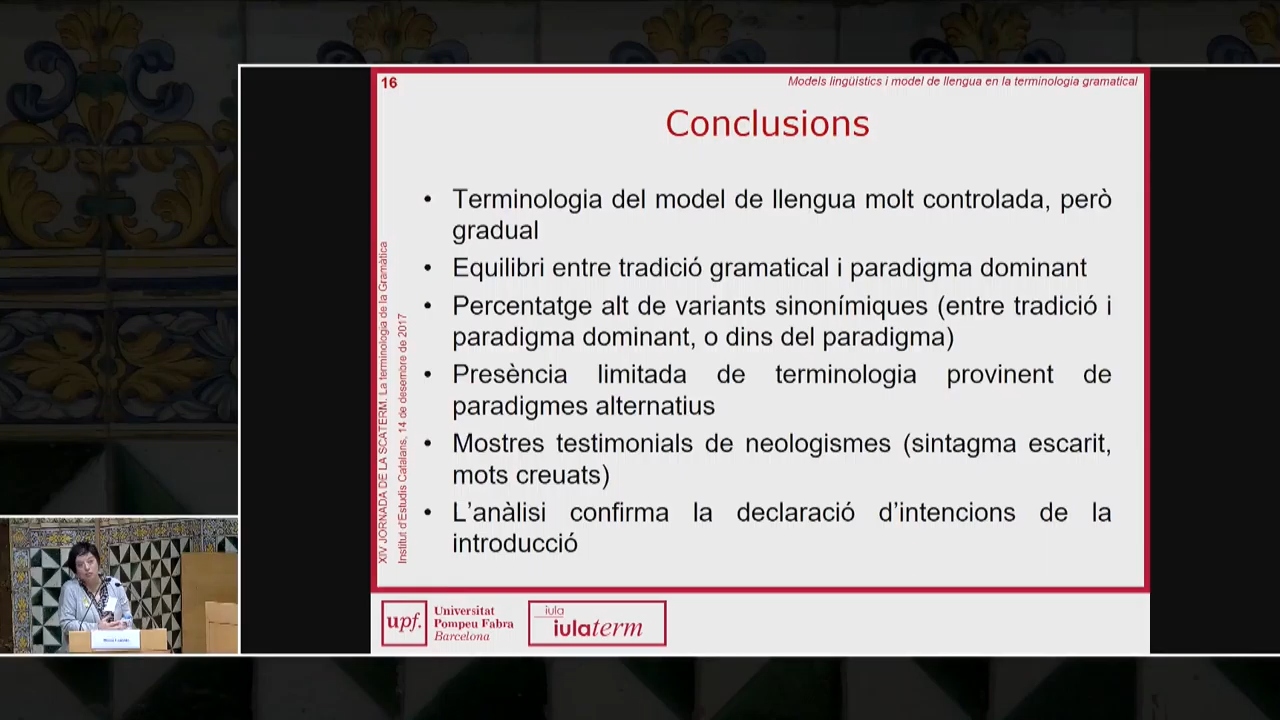 16
Models lingüístics i model de llengua en la terminologia gramatical
Conclusions
• Terminologia del model de llengua molt controlada, però
gradual
• Equilibri entre tradició gramatical i paradigma dominant
• Percentatge alt de variants sinonímiques (entre tradició i
paradigma dominant, o dins del paradigma)
• Presència limitada de terminologia provinent de
paradigmes alternatius
• Mostres testimonials de neologismes (sintagma escarit,
mots creuats)
• L'anàlisi confirma la declaració d'intencions de la
introducció
XIV JORNADA DE LA SCATERM. La terminologia de la Gramàtica
Institut d'Estudis Catalans, 14 de desembre de 2017
upf.
Universitat
Pompeu Fabra
Barcelona
iula
iulaterm